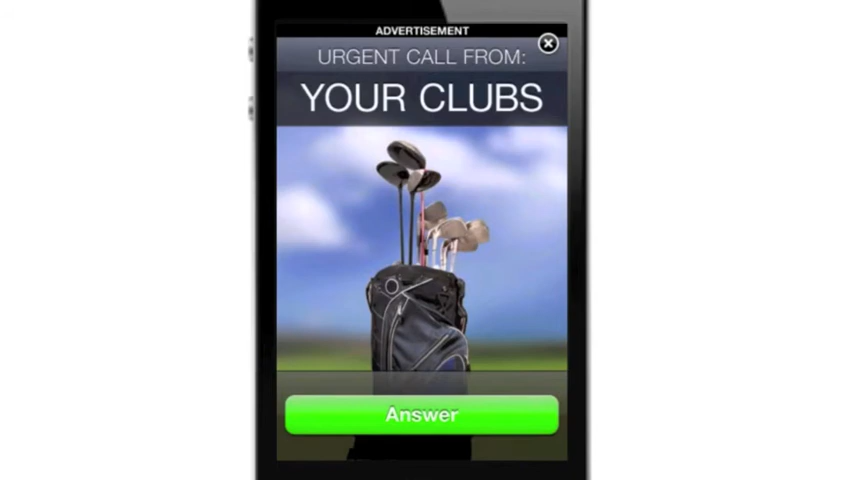 ADVERTISEMENT
URGENT CALL FROM:
YOUR CLUBS
Answer